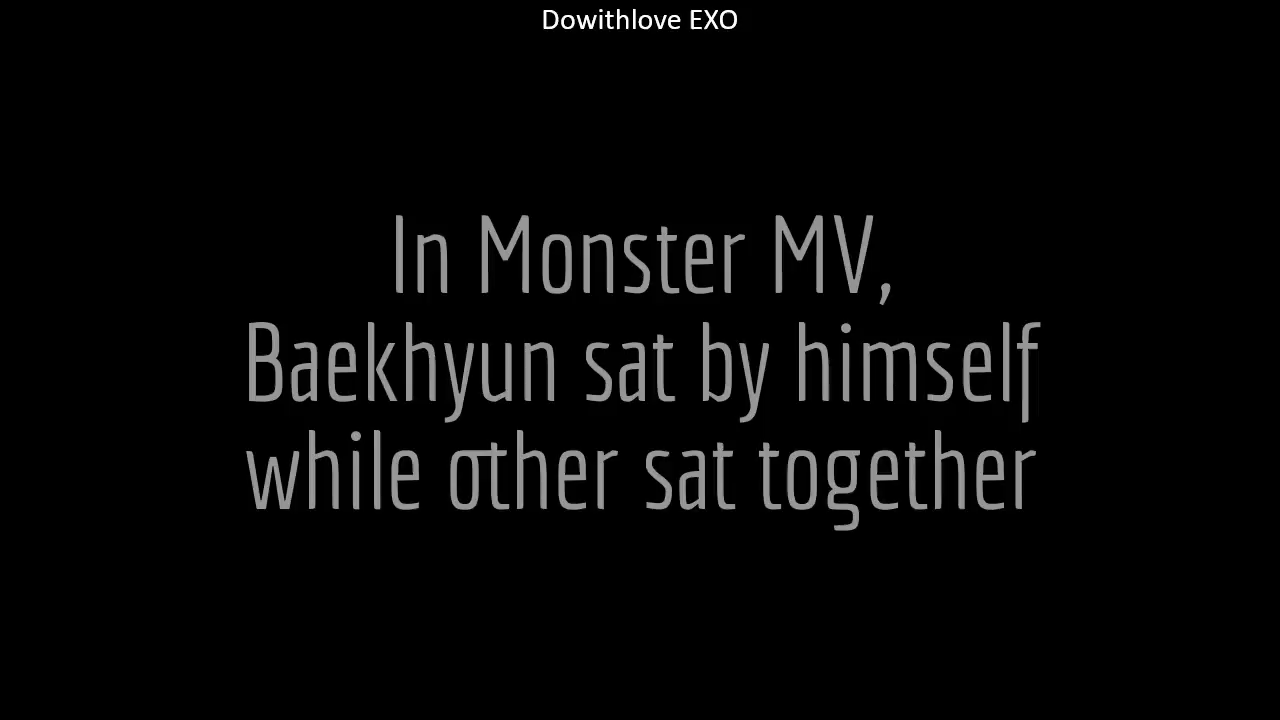 Dowithlove EXO
In Monster MV,
Baekhyun sat by himself
while other sat together